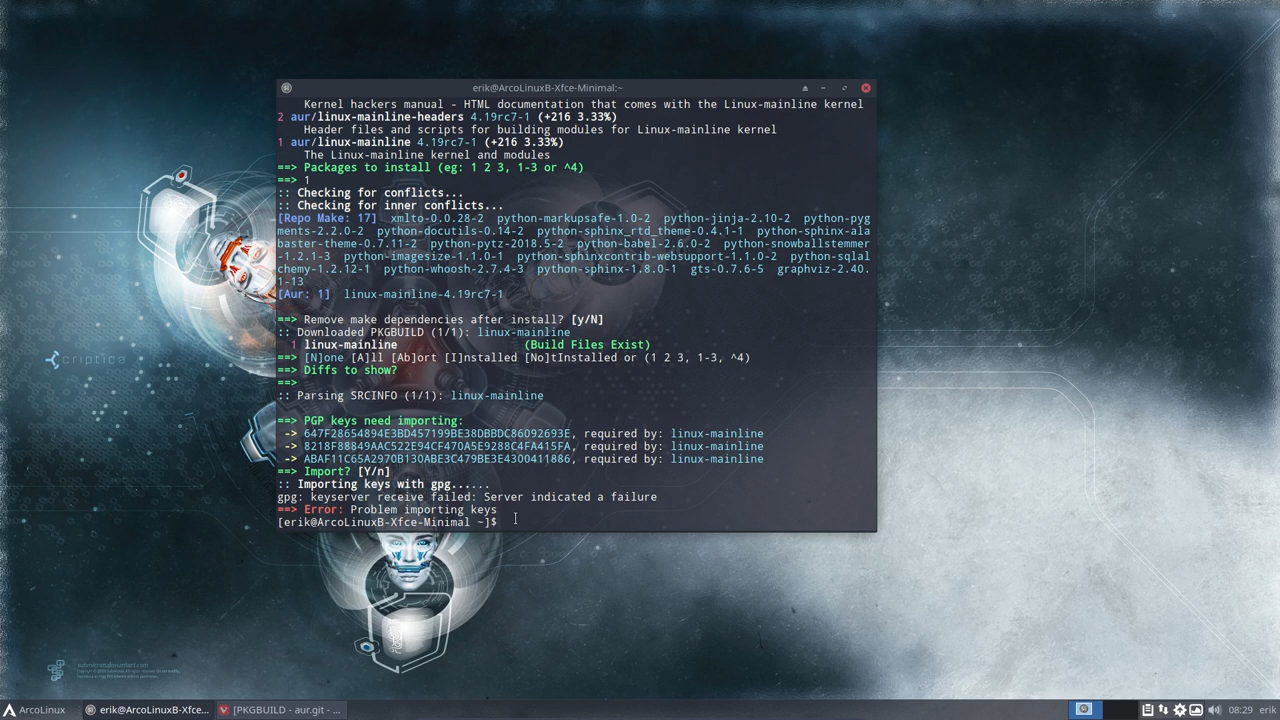 erik@ArcoLinuxB-Xfce-Minimal:~
Kernel hackers manual - HTML documentation that comes with the Linux-mainline kernel
2 aur/linux-mainline-headers 4.19rc7-1 (+216 3.33%)
Header files and scripts for building modules for Linux-mainline kernel
1 aur/linux-mainline 4.19rc7-1 (+216 3.33%)
The Linux-mainline kernel and modules
==> Packages to install (eg: 1 2 3, 1-3 or ^4)
==> 1
:: Checking for conflicts...
:: Checking for inner conflicts...
[Repo Make: 17]  xmlto-0.0.28-2  python-markupsafe-1.0-2  python-jinja-2.10-2  python-pyg
ments-2.2.0-2  python-docutils-0.14-2  python-sphinx_rtd_theme-0.4.1-1  python-sphinx-ala
baster-theme-0.7.11-2  python-pytz-2018.5-2  python-babel-2.6.0-2  python-snowballstemmer
-1.2.1-3  python-imagesize-1.1.0-1  python-sphinxcontrib-websupport-1.1.0-2  python-sqlal
chemy-1.2.12-1  python-whoosh-2.7.4-3  python-sphinx-1.8.0-1  gts-0.7.6-5  graphviz-2.40.
1-13
[Aur: 1]  linux-mainline-4.19rc7-1
==> Remove make dependencies after install? [y/N]
:: Downloaded PKGBUILD (1/1): linux-mainline
1 linux-mainline (Build Files Exist)
==> [N]one [A]ll [Ab]ort [I]nstalled [No]tInstalled or (1 2 3, 1-3, ^4)
==> Diffs to show?
==>
:: Parsing SRCINFO (1/1): linux-mainline
==> PGP keys need importing:
-> 647F28654894E3BD457199BE38DBBDC86092693E, required by: linux-mainline
-> 8218F88849AAC522E94CF470A5E9288C4FA415FA, required by: linux-mainline
-> ABAF11C65A2970B130ABE3C479BE3E4300411886, required by: linux-mainline
==> Import? [Y/n]
:: Importing keys with gpg......
gpg: keyserver receive failed: Server indicated a failure
==> Error: Problem importing keys
[erik@ArcoLinuxB-Xfce-Minimal ~]$
criptica
ArcoLinux
erik@ArcoLinuxB-Xfce...
[PKGBUILD - aur.git - ...
08:29
erik